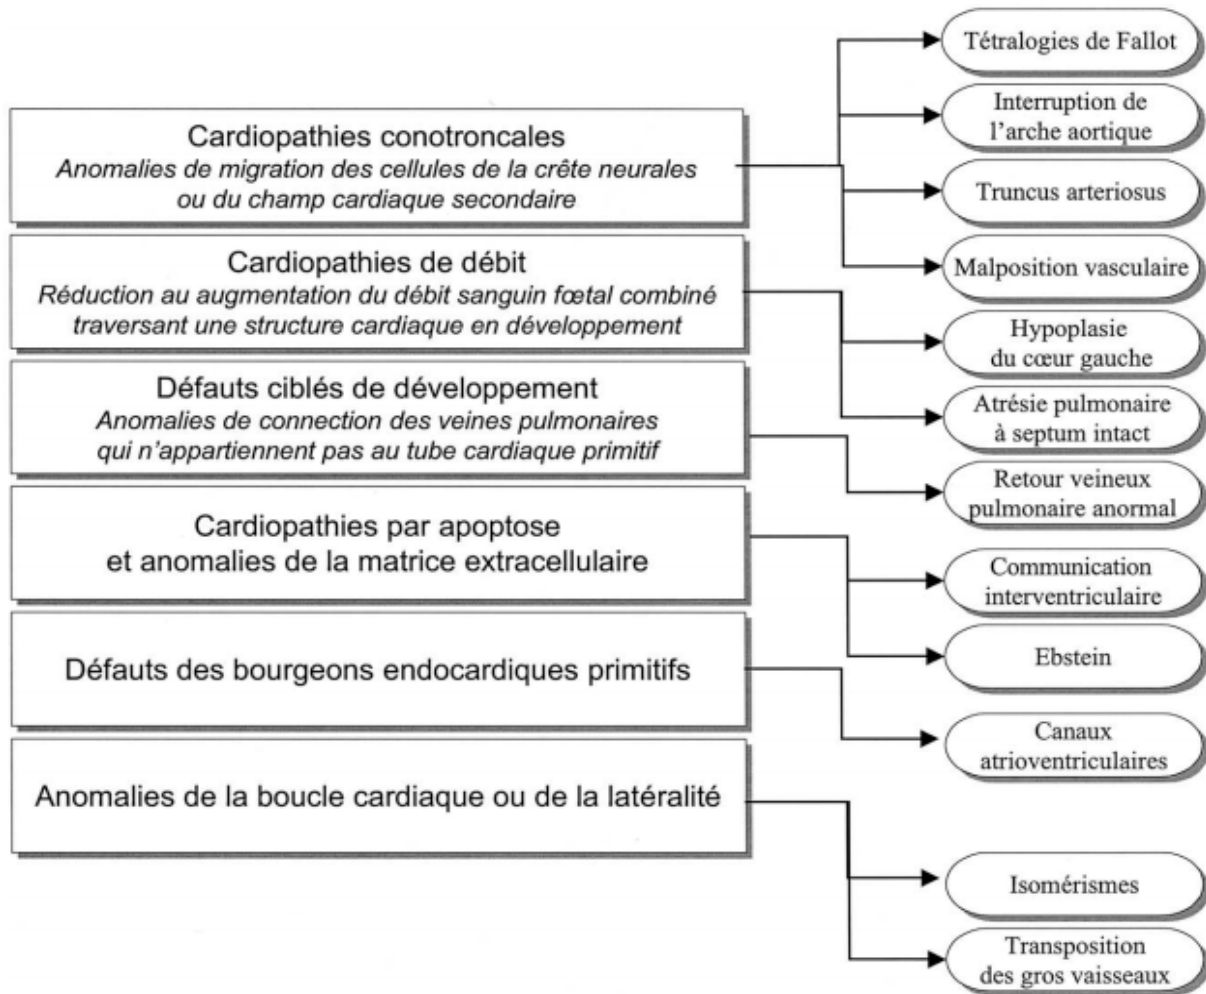 Cardiopathies conotroncales
Anomalies de migration des cellules de la crête neurales
ou du champ cardiaque secondaire
Cardiopathies de débit
Réduction au augmentation du débit sanguin fœtal combiné
traversant une structure cardiaque en développement
Défauts ciblés de développement
Anomalies de connection des veines pulmonaires
qui n'appartiennent pas au tube cardiaque primitif
Cardiopathies par apoptose
et anomalies de la matrice extracellulaire
Défauts des bourgeons endocardiques primitifs
Anomalies de la boucle cardiaque ou de la latéralité
Tétralogies de Fallot
Interruption de
l'arche aortique
Truncus arteriosus
Malposition vasculaire
Hypoplasie
du cœur gauche
Atrésie pulmonaire
à septum intact
Retour veineux
pulmonaire anormal
Communication
interventriculaire
Ebstein
Canaux
atrioventriculaires
Isomérismes
Transposition
des gros vaisseaux